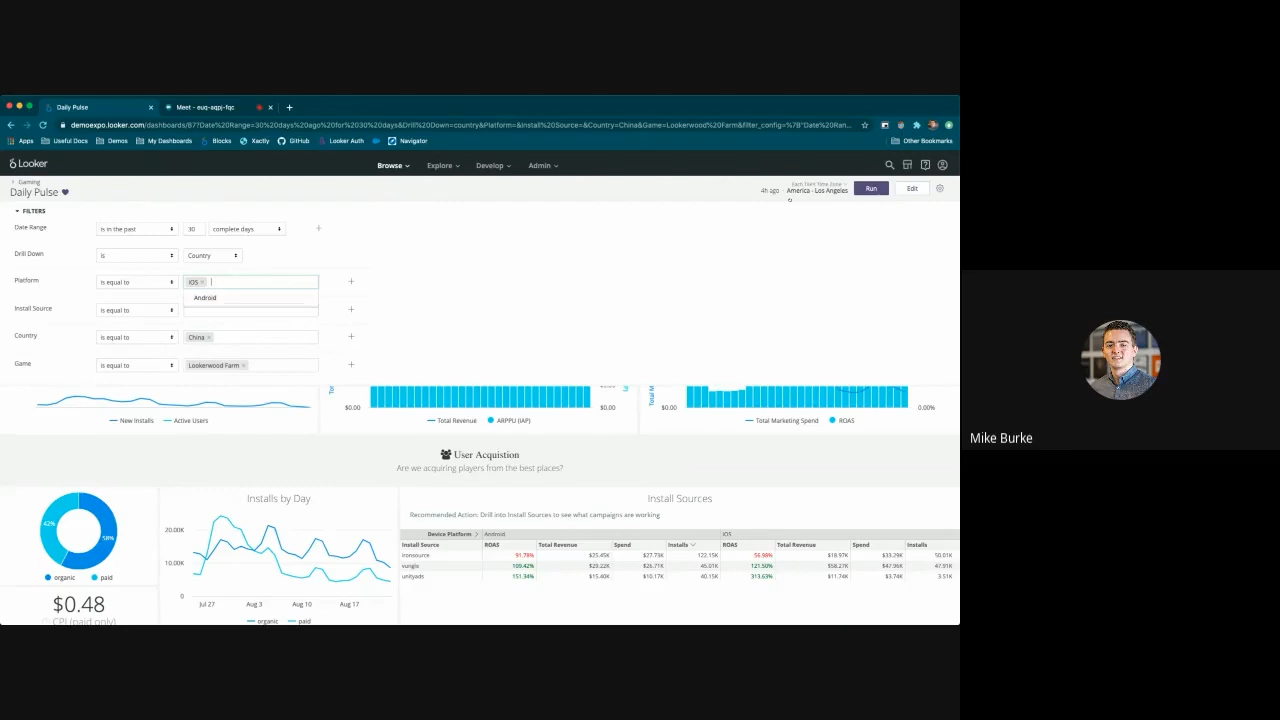 Daily Pulse
Meet - euq-aqpj-fqc
demoexpo.looker.com/dashboards/87?Date%20Range=30%20days%20ago%20for%2030%20days&Drill%20Down=country&Platform=&Install%20Source=&Country=China&Game=Lookerwood%20Farm&filter_config=%7B"Date%20Ran...
Apps Useful Docs Demos My Dashboards Blocks Xactly GitHub Looker Auth Navigator Other Bookmarks
Looker Browse Explore Develop Admin
Gaming
Daily Pulse
4h ago
Each Tile's Time Zone
America - Los Angeles
Run Edit
FILTERS
Date Range is in the past 30 complete days
Drill Down is Country
Platform is equal to iOS
Android
Install Source is equal to
Country is equal to China
Game is equal to Lookerwood Farm
$0.00 $0.00 $0.00 0.00%
Total M
New Installs Active Users
Total Revenue ARPPU (IAP)
Total Marketing Spend ROAS
User Acquistion
Are we acquiring players from the best places?
42%
58%
organic paid
$0.48
CPI (paid only)
Installs by Day
20.00K
10.00K
0
Jul 27 Aug 3 Aug 10 Aug 17
organic paid
Install Sources
Recommended Action: Drill into Install Sources to see what campaigns are working
Device Platform Android iOS
Install Source ROAS Total Revenue Spend Installs ROAS Total Revenue Spend Installs
ironsource 91.78% $25.45K $27.73K 122.15K 56.98% $18.97K $33.29K 50.01K
vungle 109.42% $29.22K $26.71K 45.01K 121.50% $58.27K $47.96K 47.91K
unityads 151.34% $15.40K $10.17K 40.15K 313.63% $11.74K $3.74K 3.51K
Mike Burke